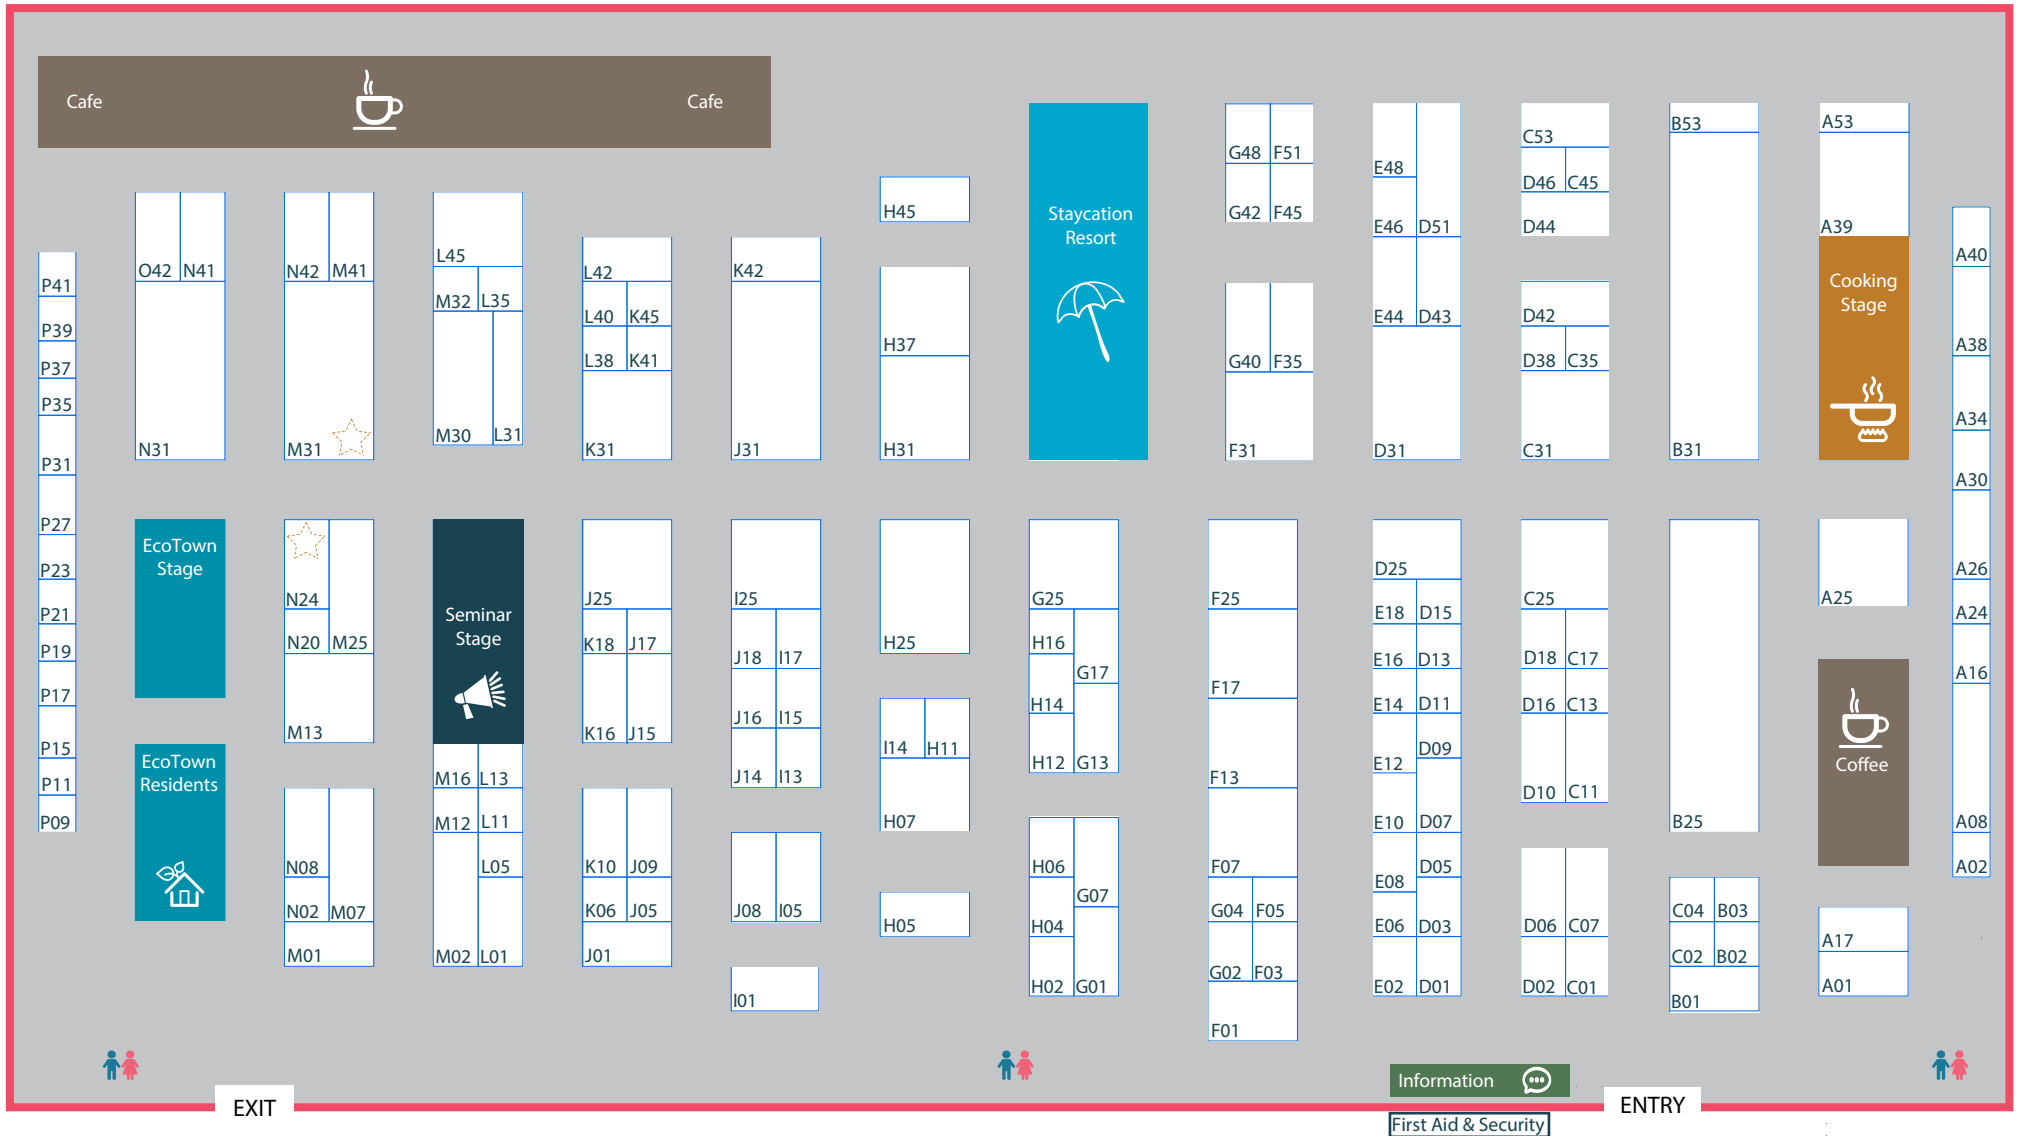 Cafe
Cafe
G48 F51
G42 F45
E48
E46 D51
E44 D43
D31
C53
D46 C45
D44
B53
B31
A53
A39
H45
Staycation
Resort
O42 N41
N31
N42 M41
M31
L45
M32 L35
M30 L31
L42
L40 K45
L38 K41
K31
K42
J31
H37
H31
G40 F35
F31
D42
D38 C35
C31
Cooking
Stage
A40
A38
A34
A30
A26
A24
A16
A08
A02
P41
P39
P37
P35
P31
P27
P23
P21
P19
P17
P15
P11
P09
EcoTown
Stage
EcoTown
Residents
N24
N20 M25
M13
N08
N02 M07
M01
Seminar
Stage
M16 L13
M12 L11
L05
M02 L01
J25
K18 J17
K16 J15
K10 J09
K06 J05
J01
I25
J18 I17
J16 I15
J14 I13
J08 I05
I01
H25
I14 H11
H07
H05
G25
H16
G17
H14
H12 G13
H06
G07
H04
H02 G01
F25
F17
F13
F07
G04 F05
G02 F03
F01
D25
E18 D15
E16 D13
E14 D11
D09
E12
E10 D07
D05
E08
E06 D03
E02 D01
C25
D18 C17
D16 C13
D10 C11
D06 C07
D02 C01
B25
C04 B03
C02 B02
B01
A25
Coffee
A17
A01
Information
EXIT
ENTRY
First Aid & Security